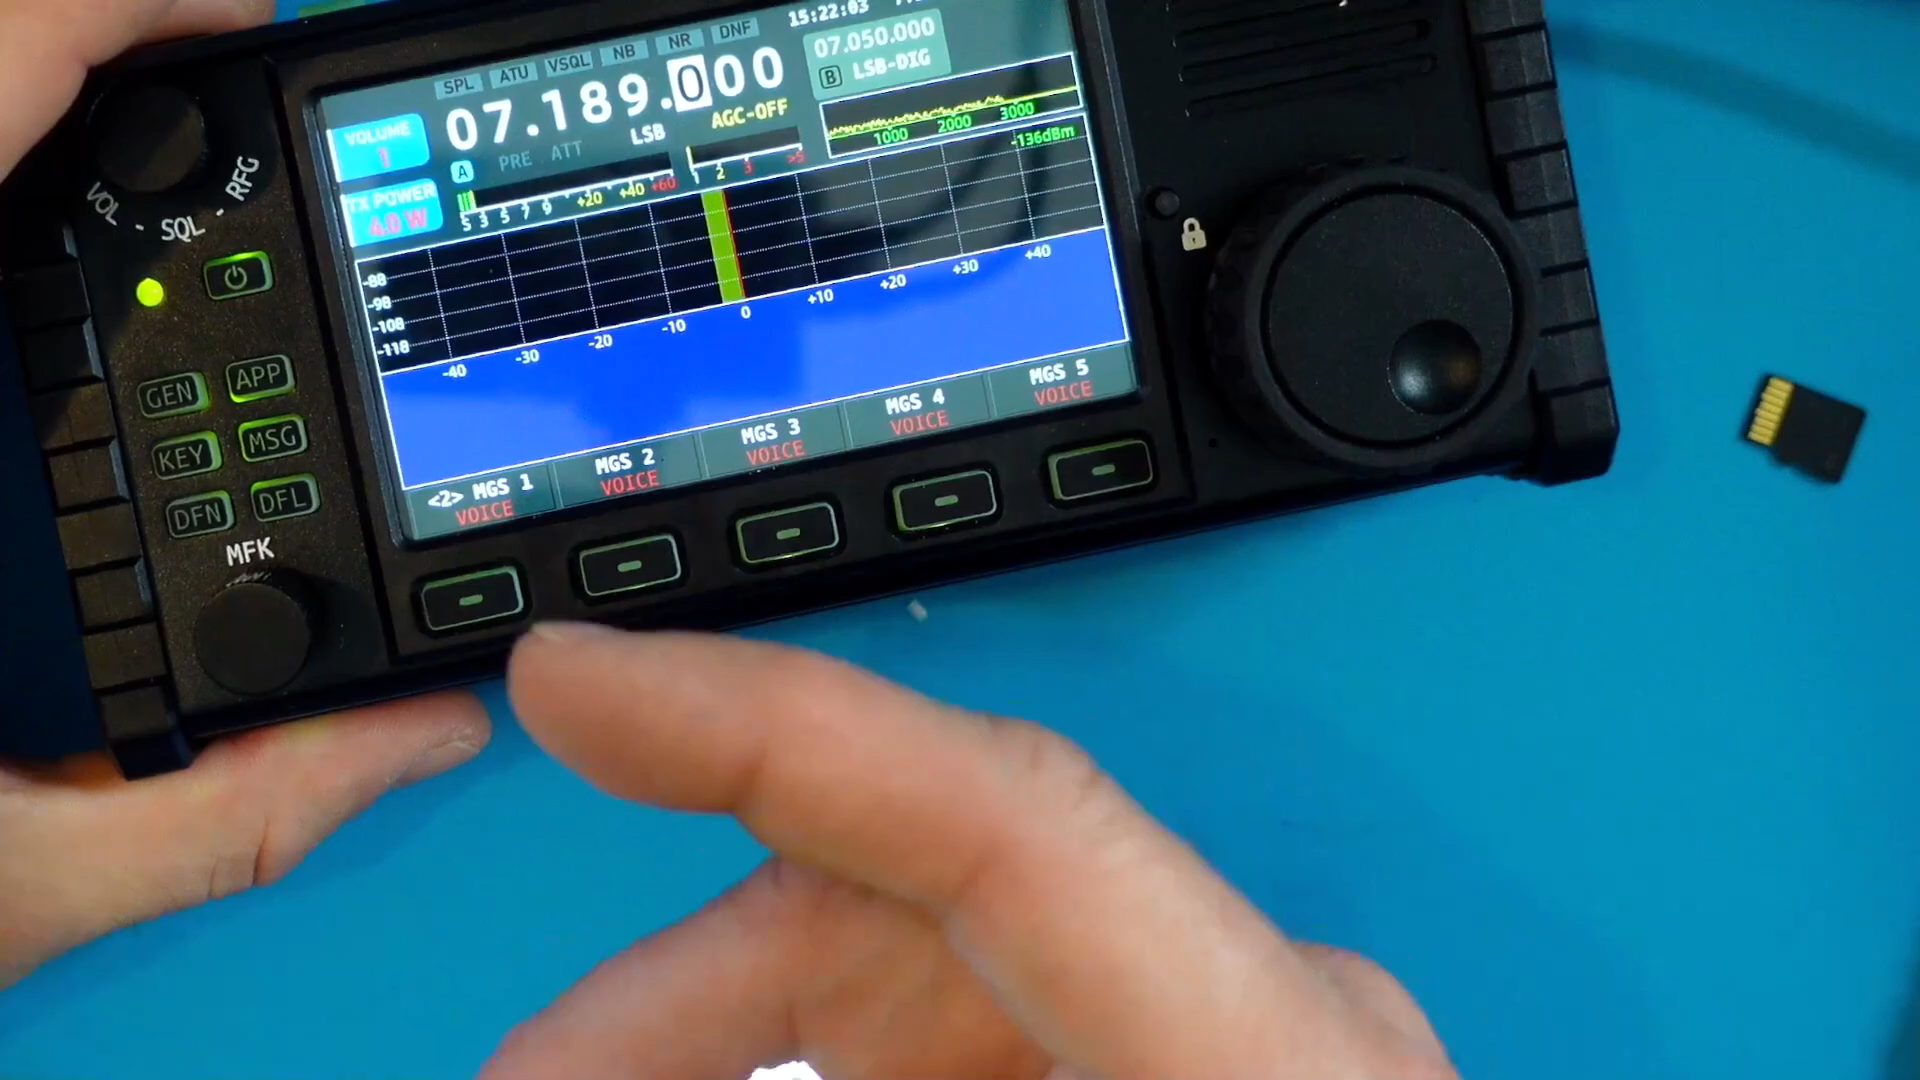 15:22:03
SPL ATU VSQL NB NR DNF
07.189.000
07.050.000
B LSB-DIG
VOLUME
1
A PRE ATT LSB AGC-OFF
1000 2000 3000
TX POWER
4.0 W
S 3 5 7 9 +20 +40 +60
1 2 3 >5
-136dBm
-88
-98
-108
-118
-40 -30 -20 -10 0 +10 +20 +30 +40
<2> MGS 1 MGS 2 MGS 3 MGS 4 MGS 5
VOICE VOICE VOICE VOICE VOICE
VOL - SQL - RFG
GEN APP
KEY MSG
DFN DFL
MFK